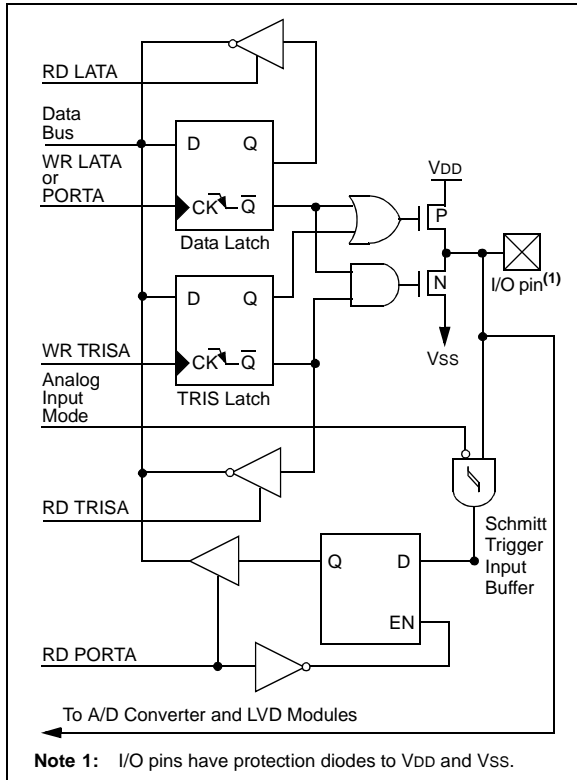 RD LATA
Data
Bus
D Q
WR LATA
or
PORTA
CK Q
Data Latch
VDD
P
N
I/O pin(1)
VSS
D Q
WR TRISA
CK Q
TRIS Latch
Analog
Input
Mode
RD TRISA
Schmitt
Trigger
Input
Buffer
Q D
EN
RD PORTA
To A/D Converter and LVD Modules
Note 1: I/O pins have protection diodes to VDD and VSS.